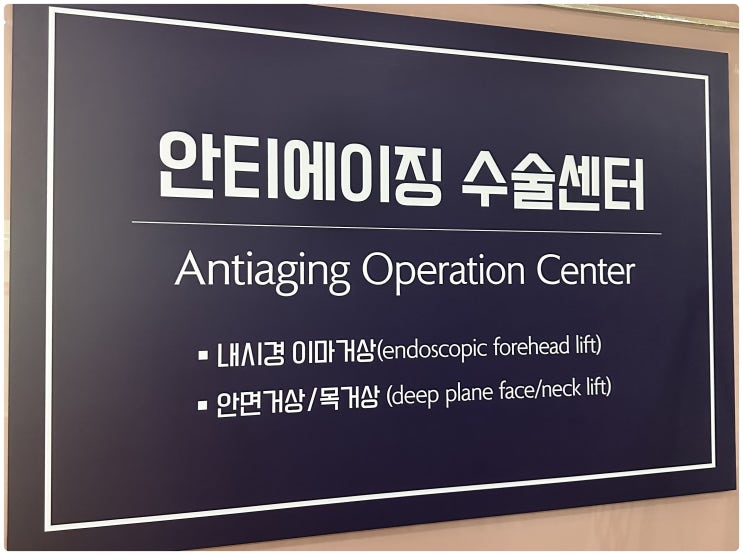 안티에이징 수술센터
Antiaging Operation Center
▪ 내시경 이마거상(endoscopic forehead lift)
▪ 안면거상/목거상 (deep plane face/neck lift)